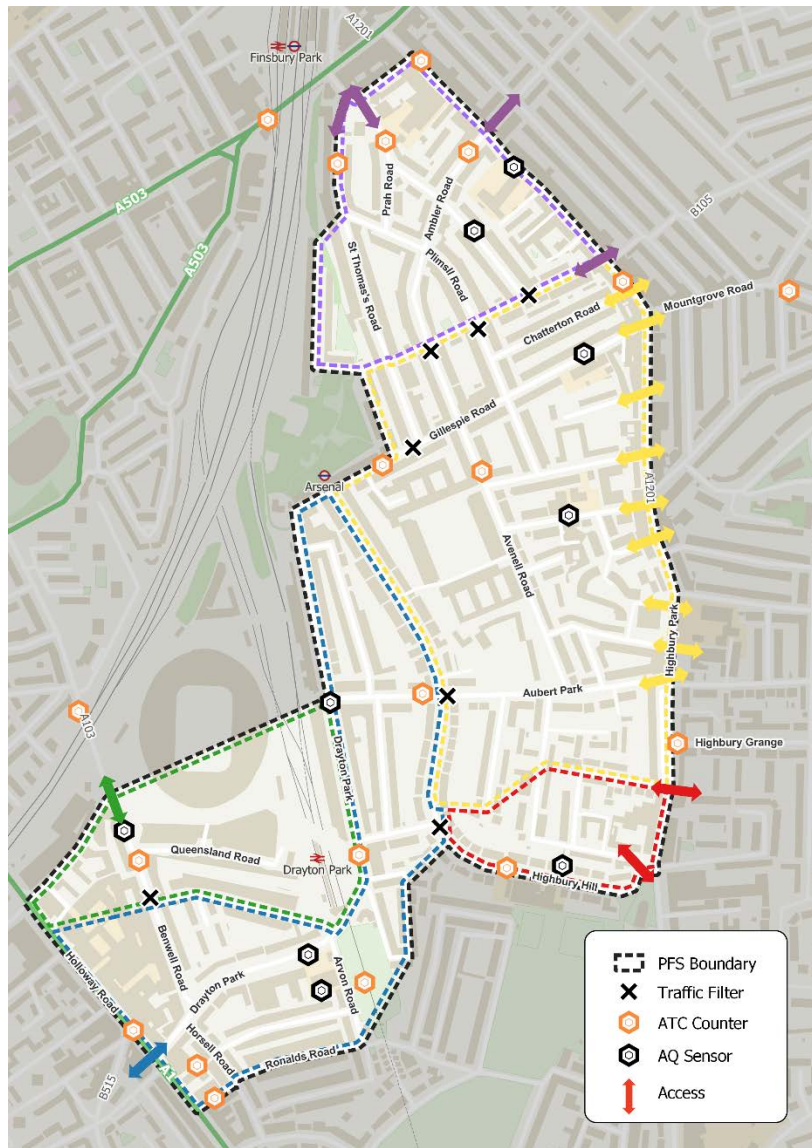 A1201
Finsbury Park
A503
A503
Prah Road
Ambler Road
B105
St Thomas's Road
Plimsll Road
Chatterton Road
Mountgrove Road
Gillespie Road
Arsenal
A1201
Avenell Road
Highbury Park
Aubert Park
A103
Drayton Park
Highbury Grange
Queensland Road
Drayton Park
Highbury Hill
Benwell Road
Holloway Road
Drayton Park
Arvon Road
Horsell Road
Ronalds Road
B515
A1
PFS Boundary
Traffic Filter
ATC Counter
AQ Sensor
Access